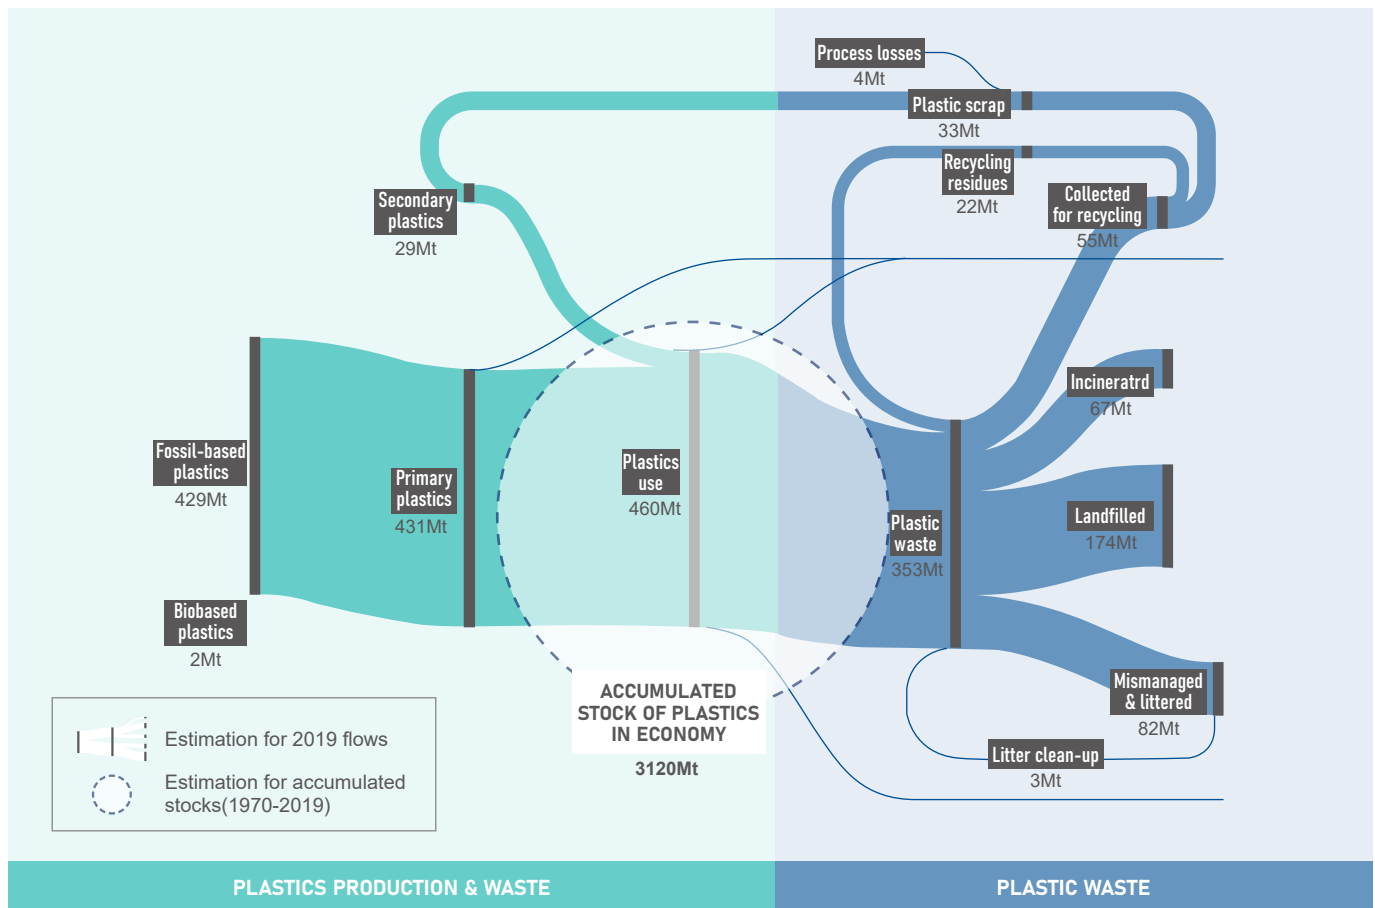 Process losses
4Mt
Plastic scrap
33Mt
Recycling
residues
22Mt
Collected
for recycling
55Mt
Secondary
plastics
29Mt
Incineratrd
67Mt
Fossil-based
plastics
429Mt
Primary
plastics
431Mt
Plastics
use
460Mt
Plastic
waste
353Mt
Landfilled
174Mt
Biobased
plastics
2Mt
Mismanaged
& littered
82Mt
Litter clean-up
3Mt
ACCUMULATED
STOCK OF PLASTICS
IN ECONOMY
3120Mt
Estimation for 2019 flows
Estimation for accumulated
stocks(1970-2019)
PLASTICS PRODUCTION & WASTE
PLASTIC WASTE